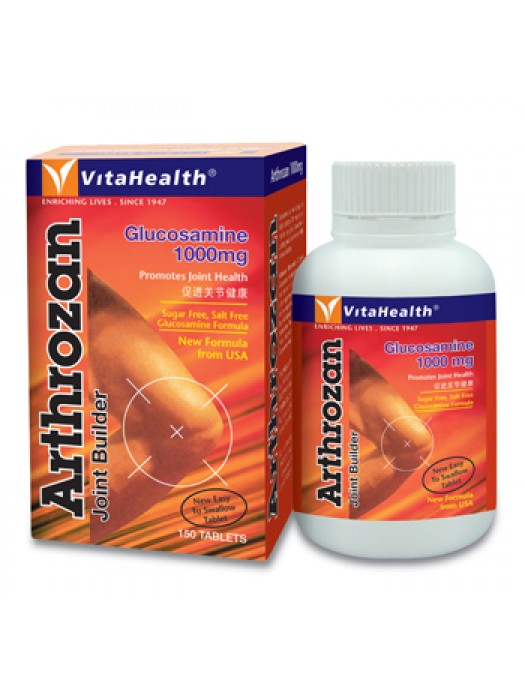 VitaHealth®
ENRICHING LIVES . SINCE 1947
Glucosamine
1000mg
Promotes Joint Health
促进关节健康
Sugar Free, Salt Free
Glucosamine Formula
New Formula
from USA
Arthrozan
Joint Builder
New Easy
To Swallow
Tablet
150 TABLETS
Arthrozan 1000mg
Arthrozan
VitaHealth®
ENRICHING LIVES . SINCE 1947
Glucosamine
1000 mg
Promotes Joint Health
促进关节健康
Sugar Free, Salt Free
Glucosamine Formula
Arthrozan
Joint Builder
New Easy
To Swallow
Tablet
New Formula
from USA